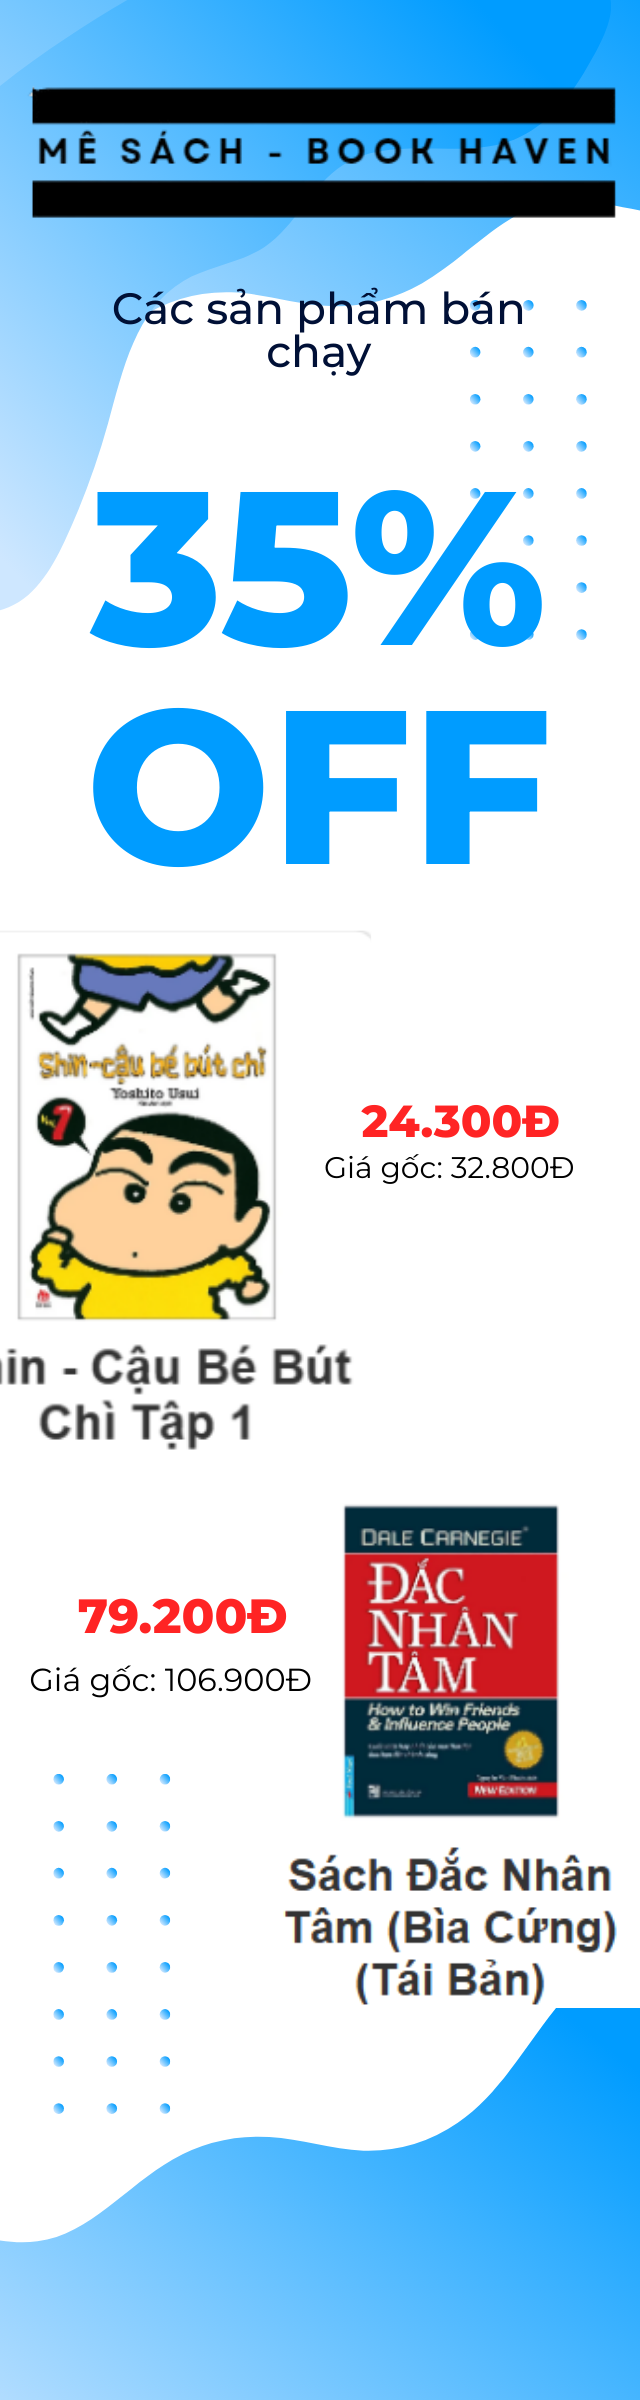 MÊ SÁCH - BOOK HAVEN
Các sản phẩm bán
chạy
35%
OFF
Shin-cậu bé bút chì
Yoshito Usui
24.300Đ
Giá gốc: 32.800Đ
in - Cậu Bé Bút
Chì Tập 1
DALE CARNEGIE
ĐẮC
NHÂN
TÂM
How to Win Friends
& Influence People
NEW EDITION
79.200Đ
Giá gốc: 106.900Đ
Sách Đắc Nhân
Tâm (Bìa Cứng)
(Tái Bản)